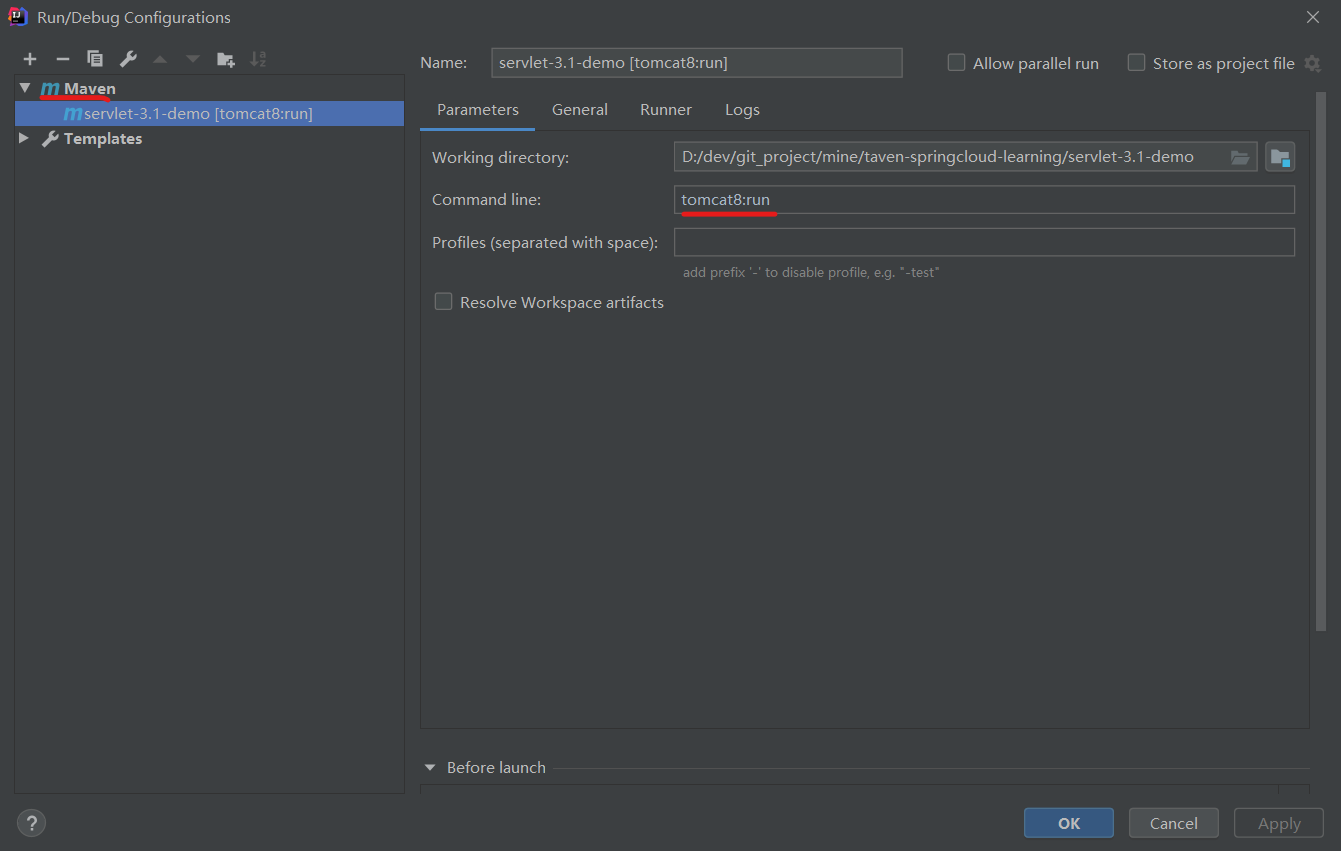 Run/Debug Configurations
Name:
servlet-3.1-demo [tomcat8:run]
Allow parallel run
Store as project file
Maven
servlet-3.1-demo [tomcat8:run]
Templates
Parameters
General
Runner
Logs
Working directory:
D:/dev/git_project/mine/taven-springcloud-learning/servlet-3.1-demo
Command line:
tomcat8:run
Profiles (separated with space):
add prefix '-' to disable profile, e.g. "-test"
Resolve Workspace artifacts
Before launch
?
OK
Cancel
Apply